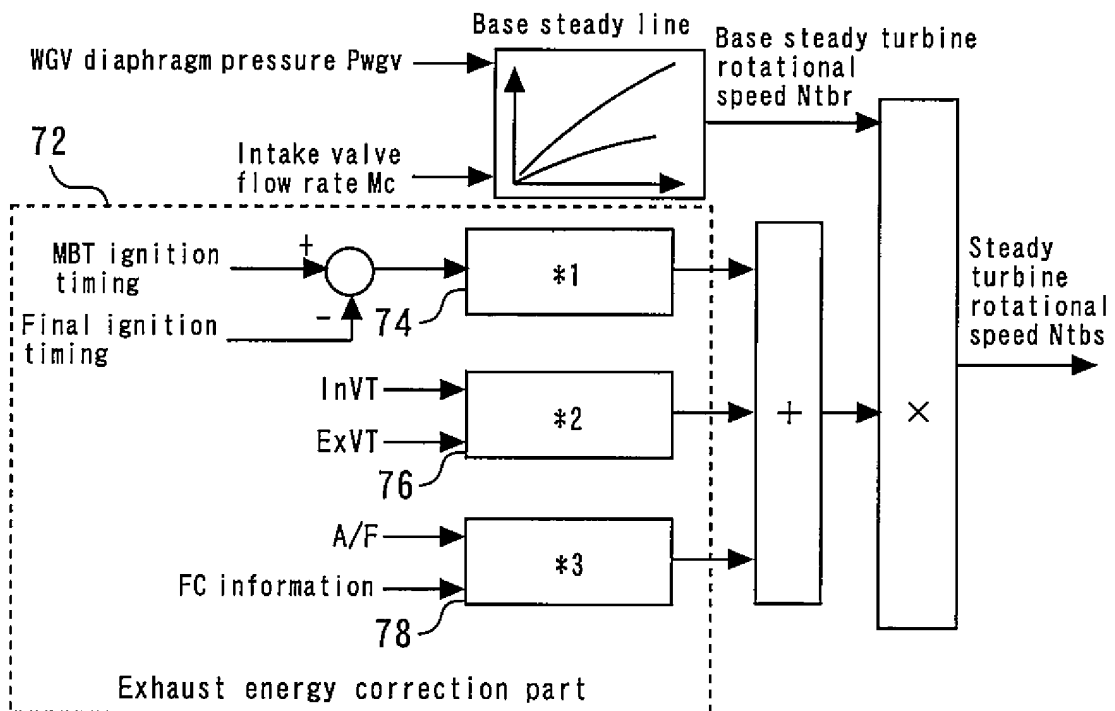 Base steady line
WGV diaphragm pressure Pwgv
Base steady turbine
rotational
speed Ntbr
72
Intake valve
flow rate Mc
MBT ignition
timing
+
-
Final ignition
timing
*1
74
InVT
ExVT
*2
76
A/F
FC information
*3
78
+
×
Steady
turbine
rotational
speed Ntbs
Exhaust energy correction part